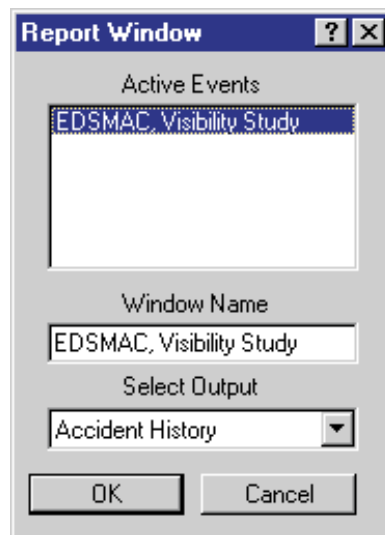 Report Window
Active Events
EDSMAC, Visibility Study
Window Name
EDSMAC, Visibility Study
Select Output
Accident History
OK Cancel